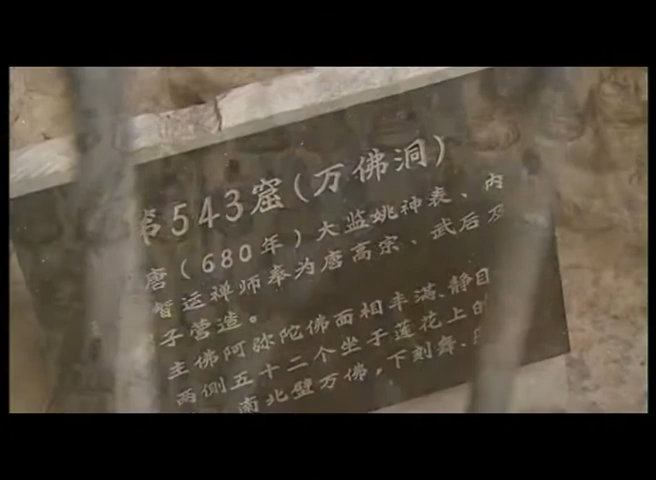 第543窟(万佛洞)
唐(680年)大监姚神表、内
智运禅师奉为唐高宗、武后及
子营造。
主佛阿弥陀佛面相丰满、静目
两侧五十二个坐于莲花上的
南北壁万佛，下刻舞、